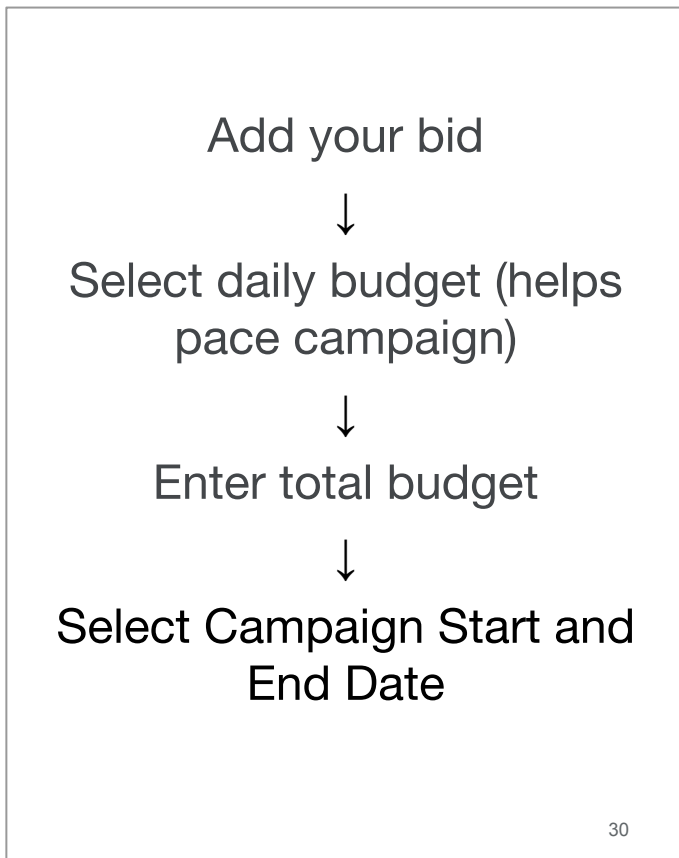 Add your bid
↓
Select daily budget (helps
pace campaign)
↓
Enter total budget
↓
Select Campaign Start and
End Date
30